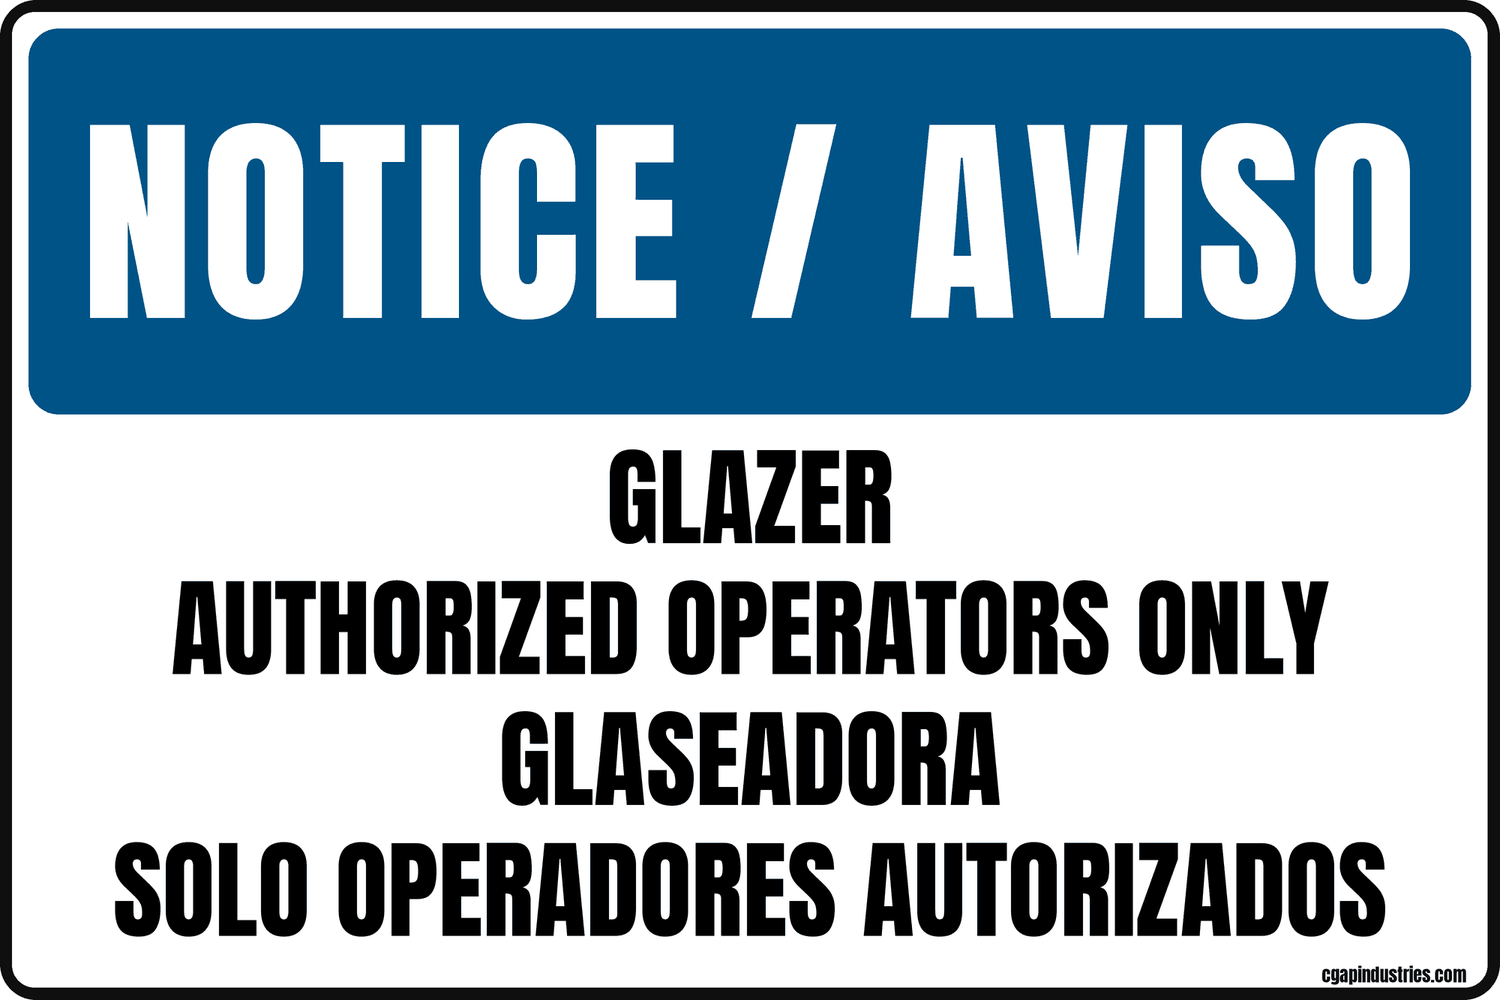 NOTICE / AVISO
GLAZER
AUTHORIZED OPERATORS ONLY
GLASEADORA
SOLO OPERADORES AUTORIZADOS
cgapindustries.com